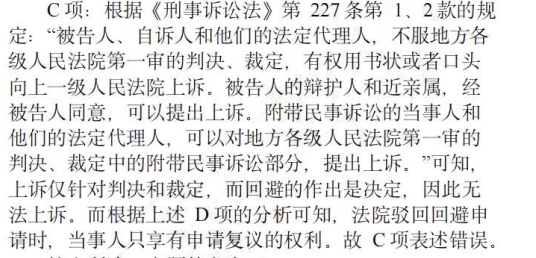 C 项：根据《刑事诉讼法》第 227 条第 1、2 款的规
定：“被告人、自诉人和他们的法定代理人，不服地方各
级人民法院第一审的判决、裁定，有权用书状或者口头
向上一级人民法院上诉。被告人的辩护人和近亲属，经
被告人同意，可以提出上诉。附带民事诉讼的当事人和
他们的法定代理人，可以对地方各级人民法院第一审的
判决、裁定中的附带民事诉讼部分，提出上诉。”可知，
上诉仅针对判决和裁定，而回避的作出是决定，因此无
法上诉。而根据上述 D 项的分析可知，法院驳回回避申
请时，当事人只享有申请复议的权利。故 C 项表述错误。